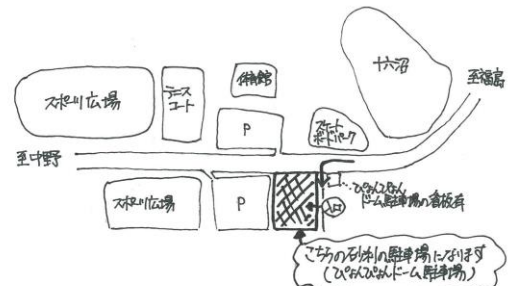 体育館
十六沼
至福島
スポーツ広場
テニス
コート
P
スケート
ボードパーク
至中野
スポーツ広場
P
入口
ぴょんぴょん
ドーム駐車場の看板有
こちらの砂利の駐車場になります
(ぴょんぴょんドーム駐車場)